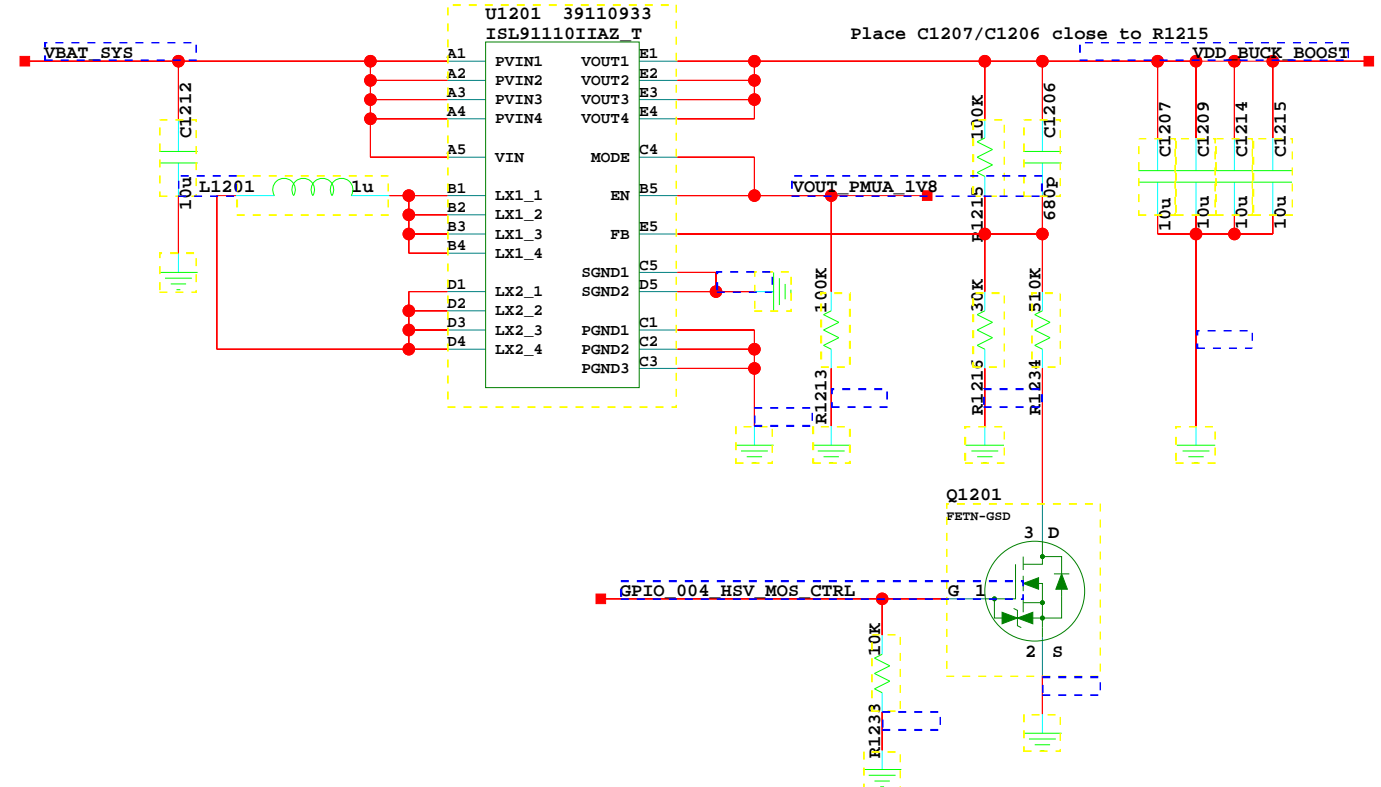 U1201 39110933
ISL91110IIAZ_T
Place C1207/C1206 close to R1215
VBAT_SYS
VDD_BUCK_BOOST
A1 PVIN1 VOUT1 E1
A2 PVIN2 VOUT2 E2
A3 PVIN3 VOUT3 E3
A4 PVIN4 VOUT4 E4
A5 VIN MODE C4
B1 LX1_1 EN B5
B2 LX1_2
B3 LX1_3 FB E5
B4 LX1_4
SGND1 C5
D1 LX2_1 SGND2 D5
D2 LX2_2
D3 LX2_3 PGND1 C1
D4 LX2_4 PGND2 C2
PGND3 C3
C1212
10u
L1201 1u
VOUT_PMUA_1V8
100K
R1215
C1206
680p
C1207
10u
C1209
10u
C1214
10u
C1215
10u
100K
R1213
30K
R1216
510K
R1234
Q1201
FETN-GSD
3 D
GPIO_004_HSV_MOS_CTRL
G 1
2 S
10K
R1233